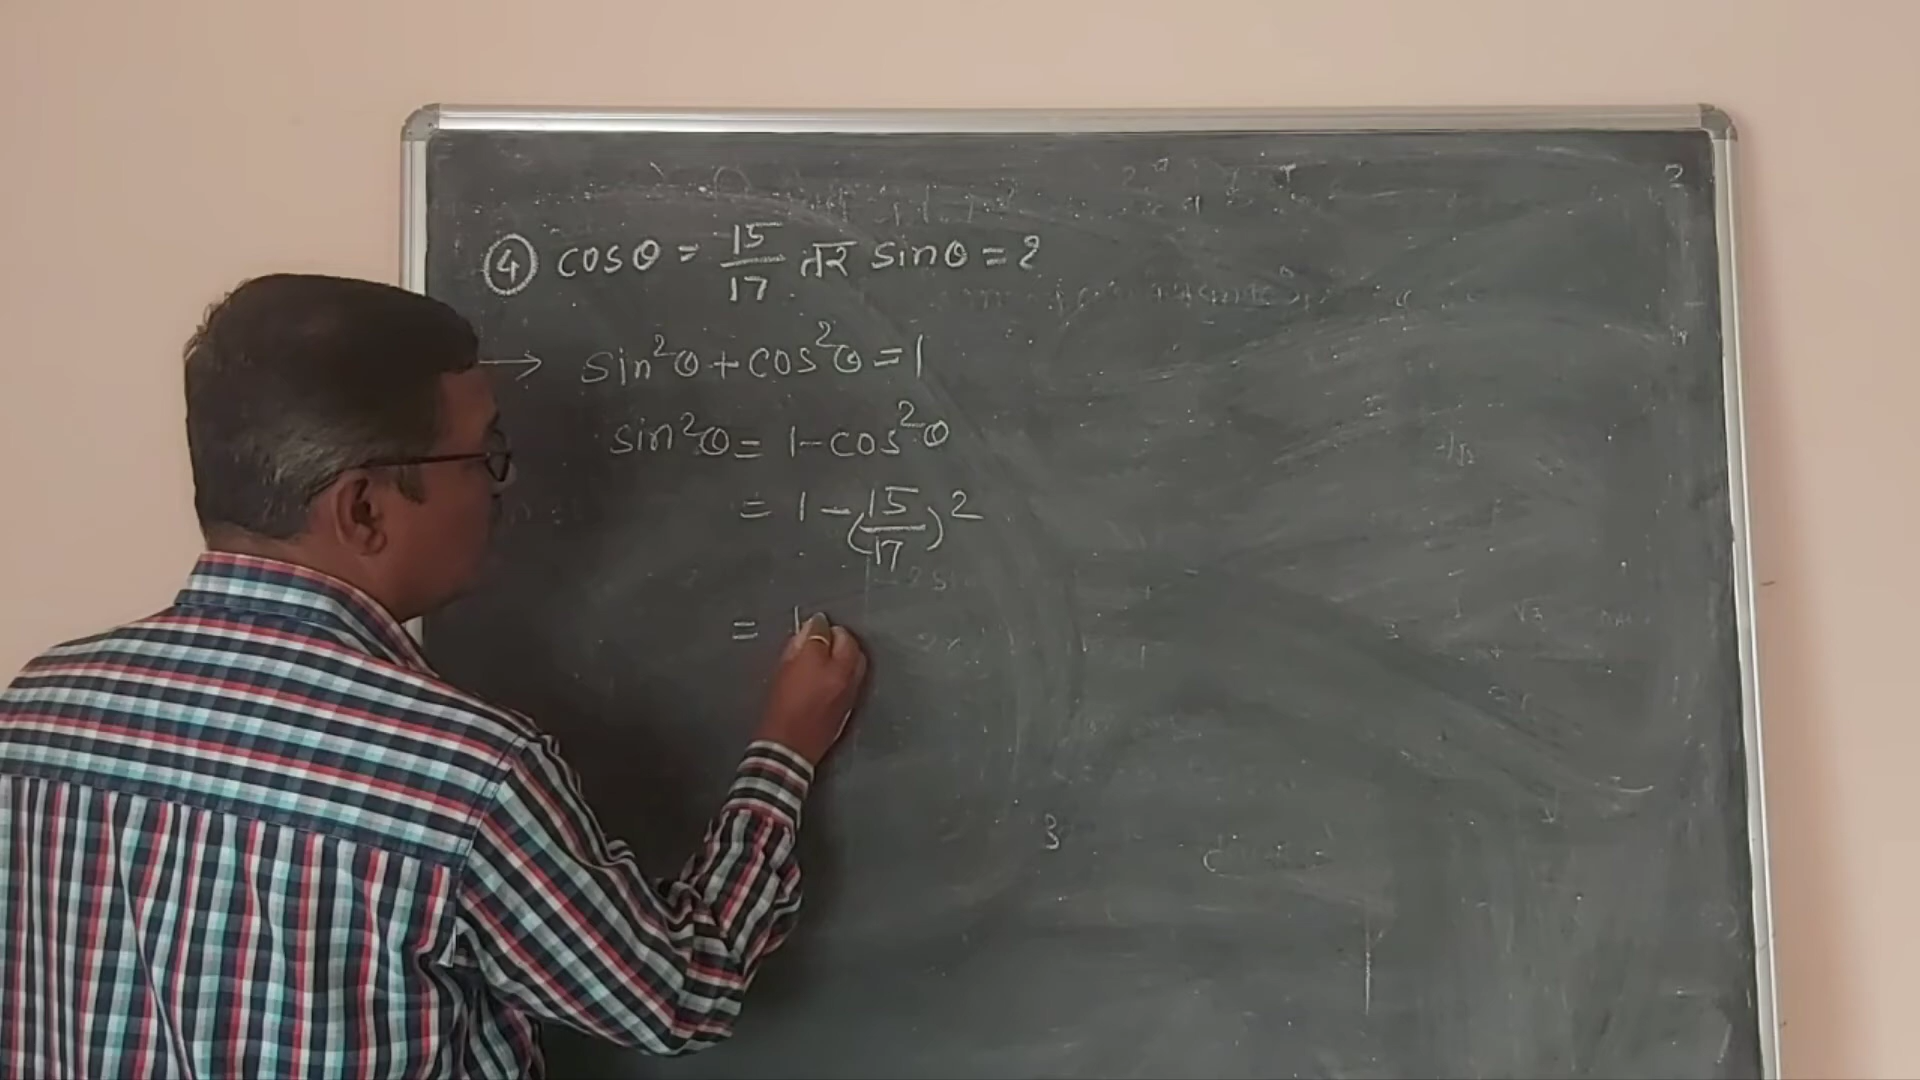 ④ cosθ = 15/17 तर sinθ = ?
→ sin²θ + cos²θ = 1
sin²θ = 1 - cos²θ
= 1 - (15/17)²
= 1